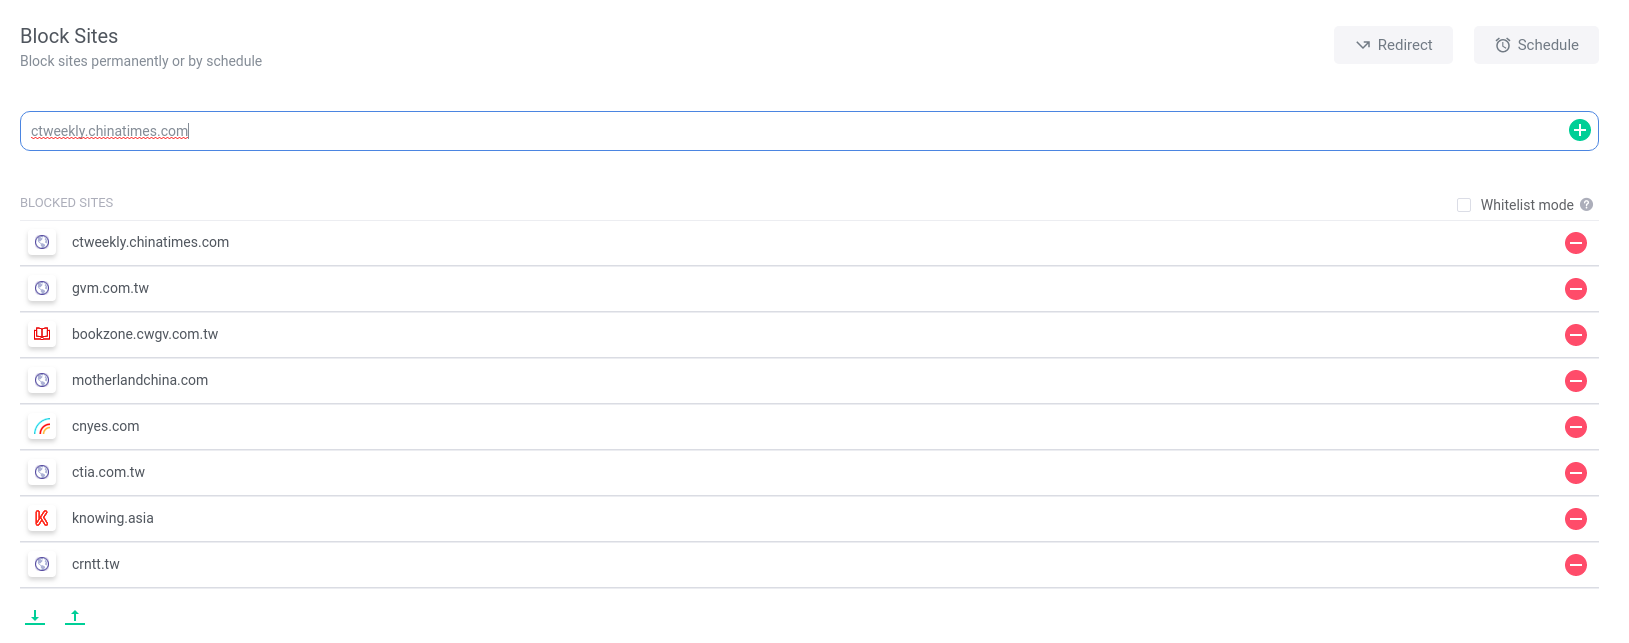 Block Sites
Block sites permanently or by schedule
Redirect
Schedule
ctweekly.chinatimes.com
BLOCKED SITES
Whitelist mode ?
ctweekly.chinatimes.com
gvm.com.tw
bookzone.cwgv.com.tw
motherlandchina.com
cnyes.com
ctia.com.tw
knowing.asia
crntt.tw